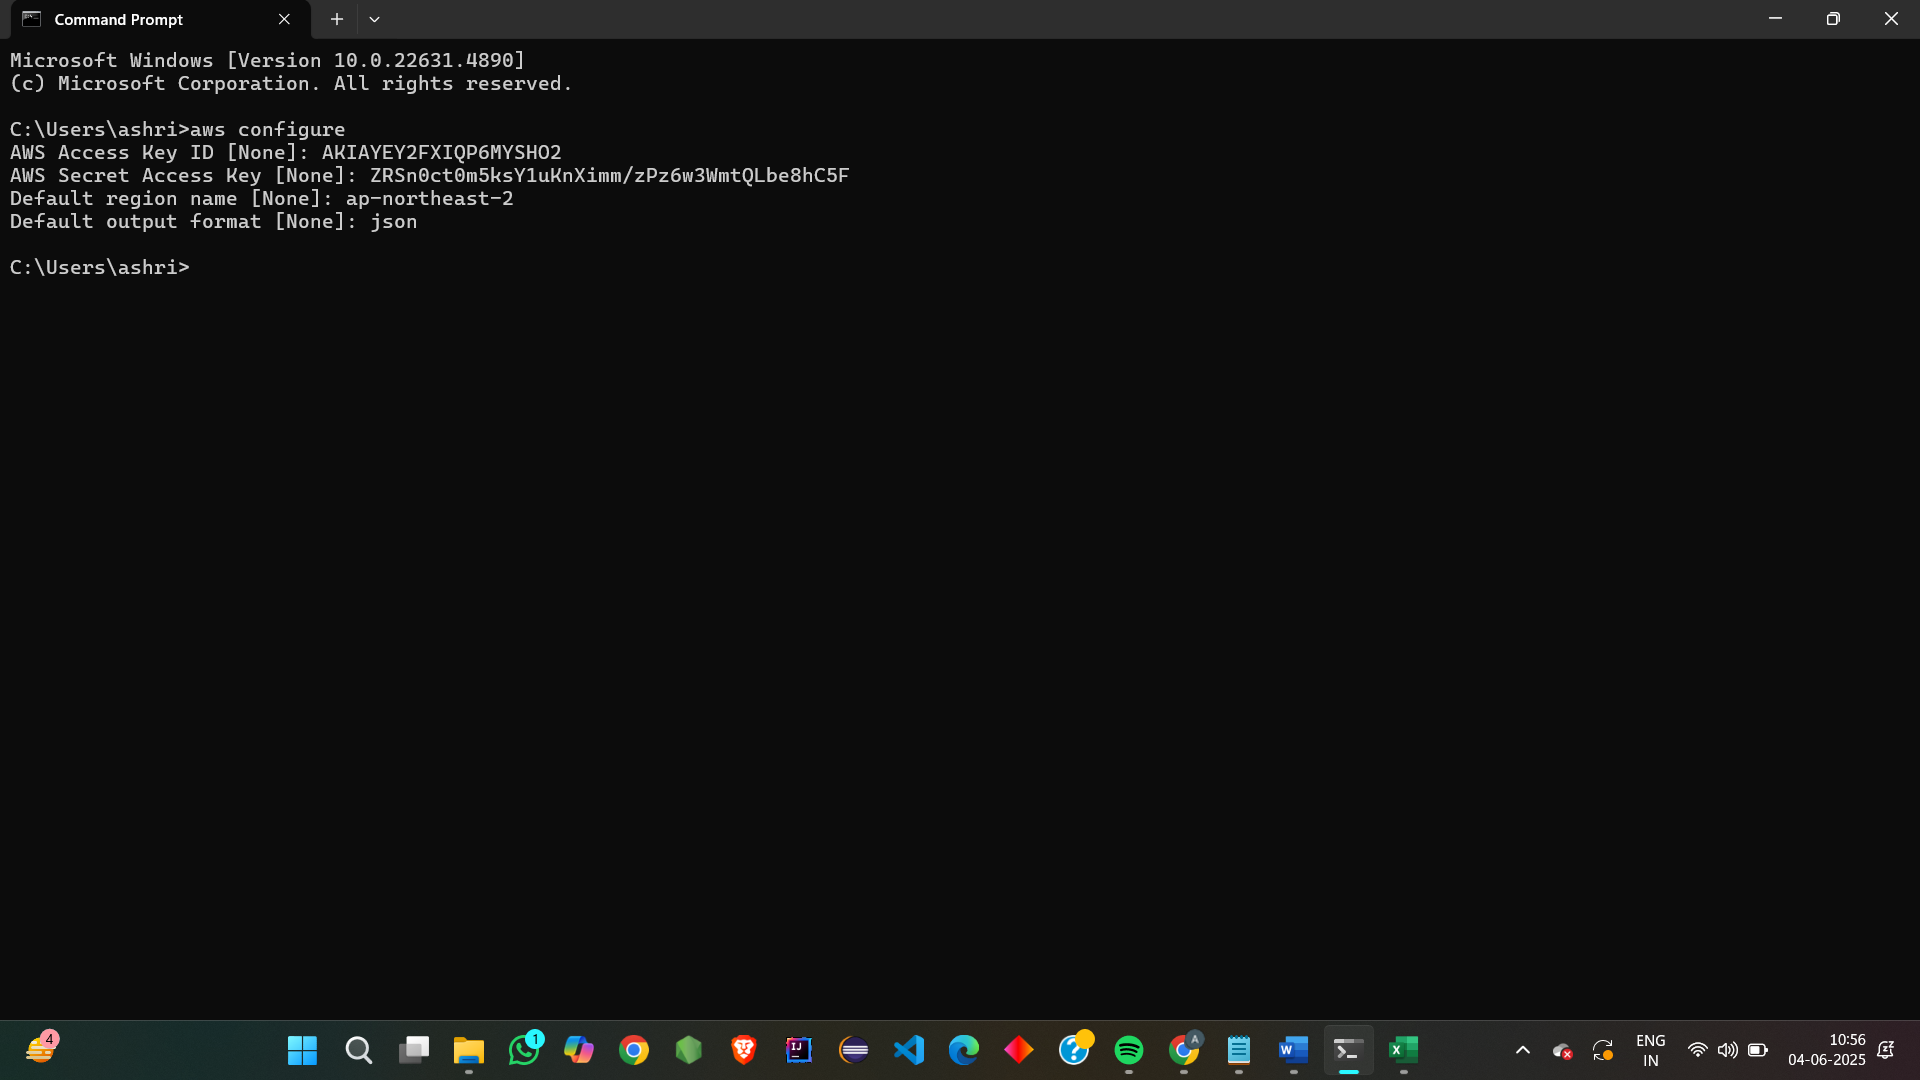 Command Prompt
Microsoft Windows [Version 10.0.22631.4890]
(c) Microsoft Corporation. All rights reserved.
C:\Users\ashri>aws configure
AWS Access Key ID [None]: AKIAYEY2FXIQP6MYSHO2
AWS Secret Access Key [None]: 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
Default region name [None]: ap-northeast-2
Default output format [None]: json
C:\Users\ashri>
4
1
A
ENG
IN
10:56
04-06-2025